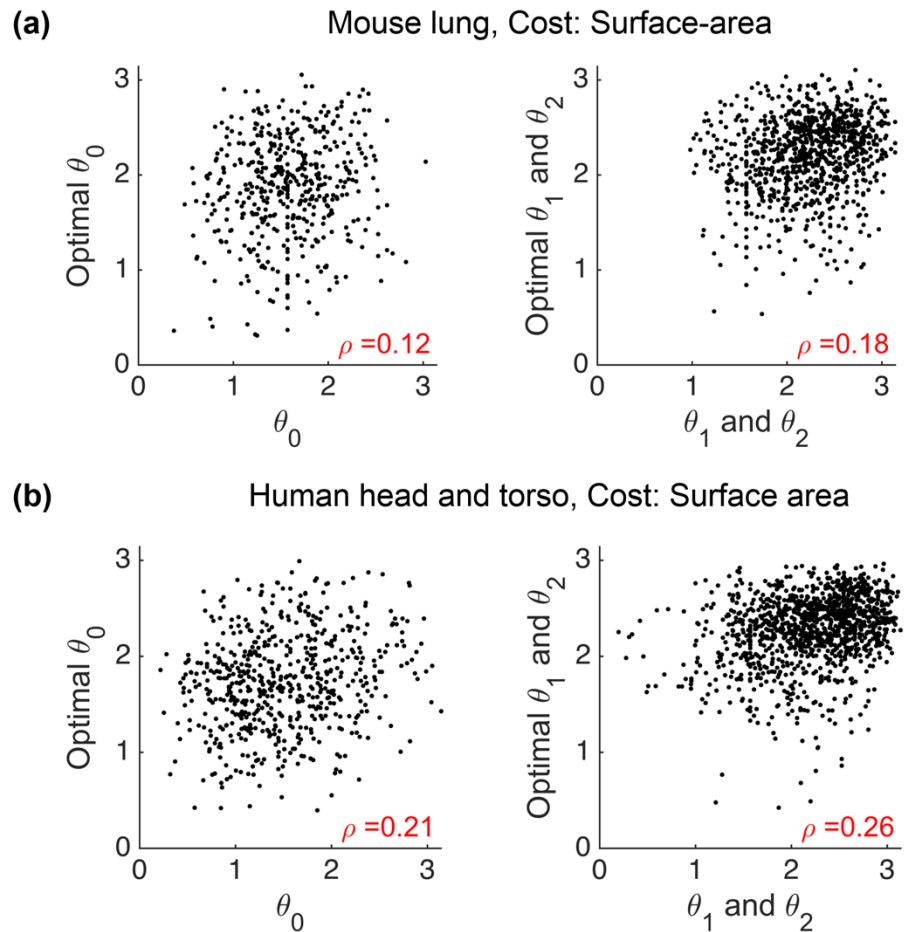 (a) Mouse lung, Cost: Surface-area
Optimal θ0
3
2
1
0
0 1 2 3
θ0
ρ =0.12
Optimal θ1 and θ2
3
2
1
0
0 1 2 3
θ1 and θ2
ρ =0.18
(b) Human head and torso, Cost: Surface area
Optimal θ0
3
2
1
0
0 1 2 3
θ0
ρ =0.21
Optimal θ1 and θ2
3
2
1
0
0 1 2 3
θ1 and θ2
ρ =0.26